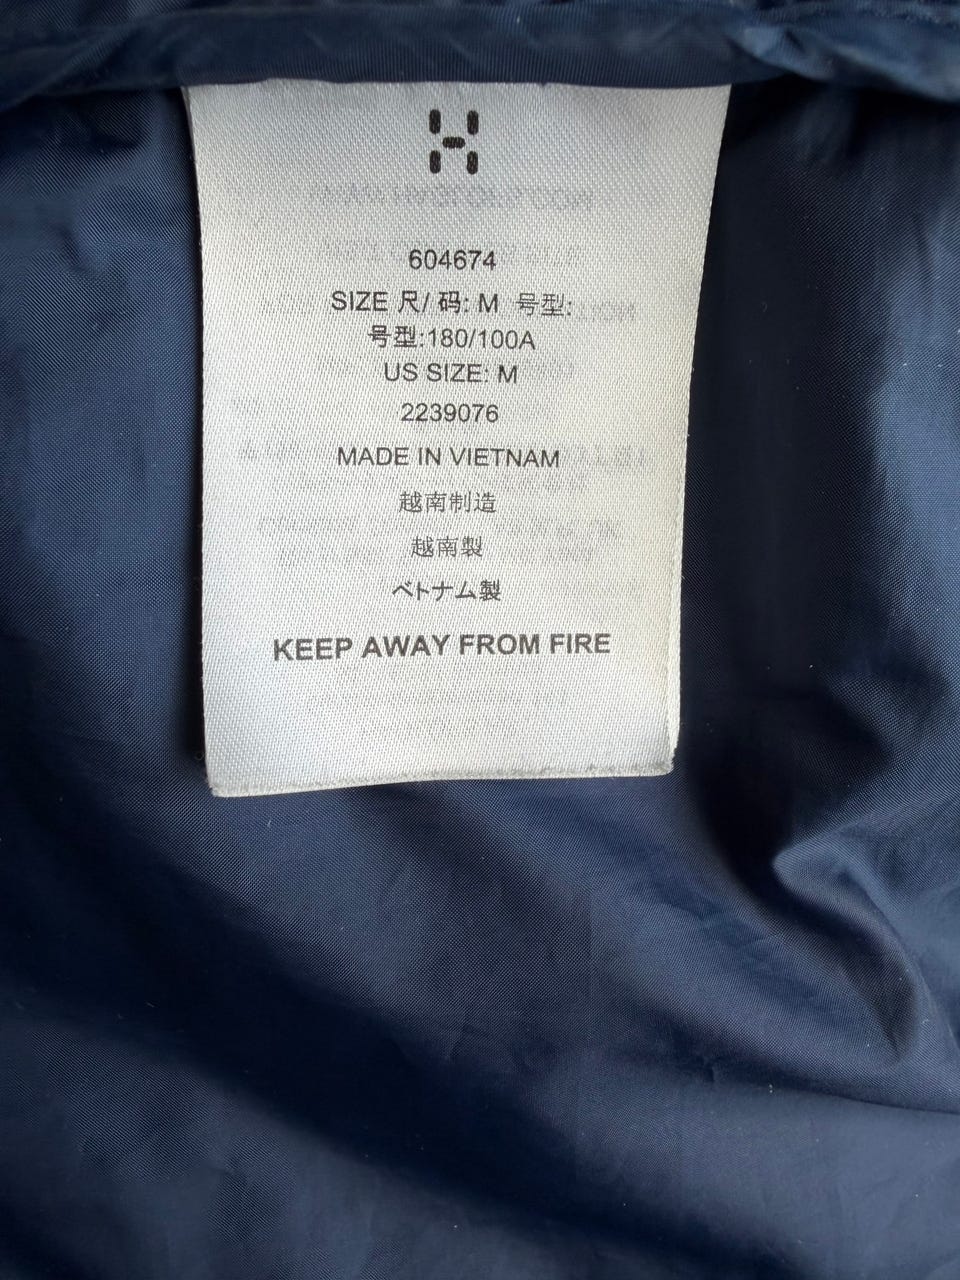 604674
SIZE 尺/ 码: M 号型:
号型:180/100A
US SIZE: M
2239076
MADE IN VIETNAM
越南制造
越南製
ベトナム製
KEEP AWAY FROM FIRE